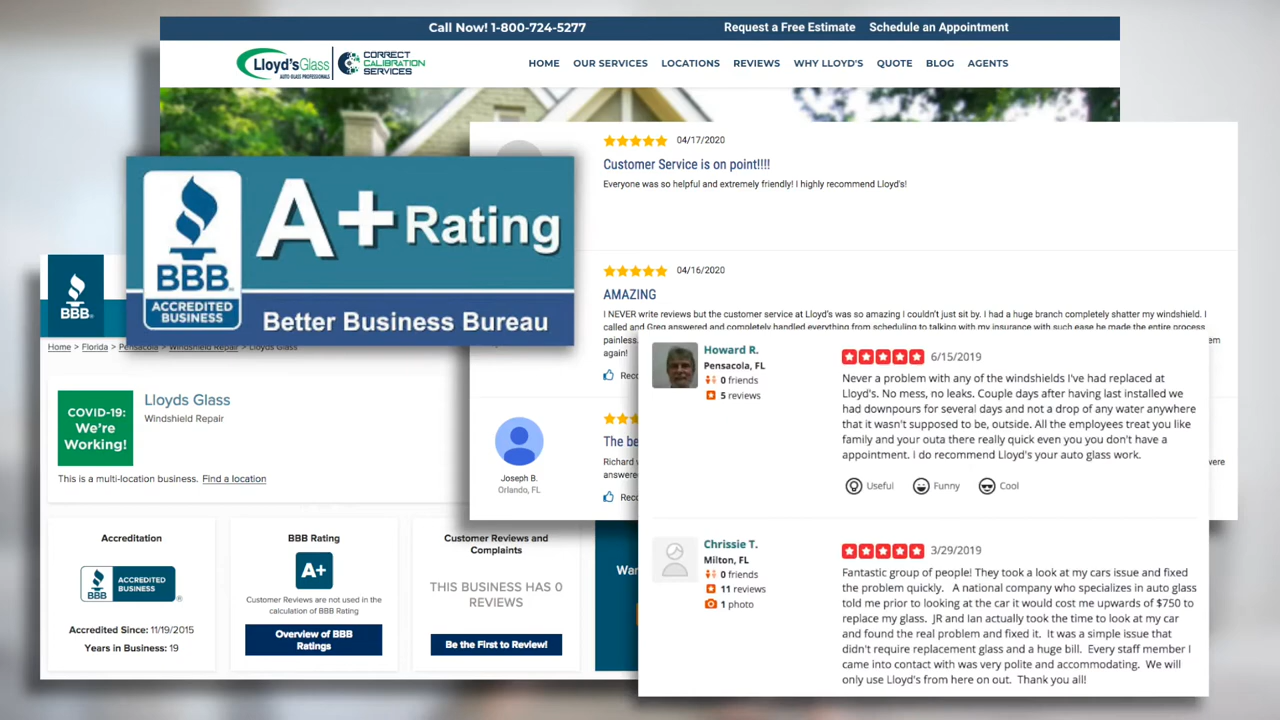 Call Now! 1-800-724-5277
Request a Free Estimate
Schedule an Appointment
Lloyd'sGlass
AUTO GLASS PROFESSIONALS
CORRECT
CALIBRATION
SERVICES
HOME
OUR SERVICES
LOCATIONS
REVIEWS
WHY LLOYD'S
QUOTE
BLOG
AGENTS
04/17/2020
Customer Service is on point!!!!
Everyone was so helpful and extremely friendly! I highly recommend Lloyd's!
BBB
ACCREDITED
BUSINESS
A+ Rating
Better Business Bureau
04/16/2020
AMAZING
I NEVER write reviews but the customer service at Lloyd's was so amazing I couldn't just sit by. I had a huge branch completely shatter my windshield. I
called and Greg answered and completely handled everything from scheduling to talking with my insurance with such ease he made the entire process
painless.
again!
BBB
Home > Florida > Pensacola > Windshield Repair > Lloyds Glass
COVID-19:
We're
Working!
Lloyds Glass
Windshield Repair
This is a multi-location business. Find a location
Joseph B.
Orlando, FL
The be
Richard
answere
were
Howard R.
Pensacola, FL
0 friends
5 reviews
6/15/2019
Never a problem with any of the windshields I've had replaced at
Lloyd's. No mess, no leaks. Couple days after having last installed we
had downpours for several days and not a drop of any water anywhere
that it wasn't supposed to be, outside. All the employees treat you like
family and your outa there really quick even you you don't have a
appointment. I do recommend Lloyd's your auto glass work.
Useful
Funny
Cool
Chrissie T.
Milton, FL
0 friends
11 reviews
1 photo
3/29/2019
Fantastic group of people! They took a look at my cars issue and fixed
the problem quickly. A national company who specializes in auto glass
told me prior to looking at the car it would cost me upwards of $750 to
replace my glass. JR and Ian actually took the time to look at my car
and found the real problem and fixed it. It was a simple issue that
didn't require replacement glass and a huge bill. Every staff member I
came into contact with was very polite and accommodating. We will
only use Lloyd's from here on out. Thank you all!
Accreditation
BBB
ACCREDITED
BUSINESS
Accredited Since: 11/19/2015
Years in Business: 19
BBB Rating
A+
Customer Reviews are not used in the
calculation of BBB Rating
Overview of BBB
Ratings
Customer Reviews and
Complaints
THIS BUSINESS HAS 0
REVIEWS
Be the First to Review!